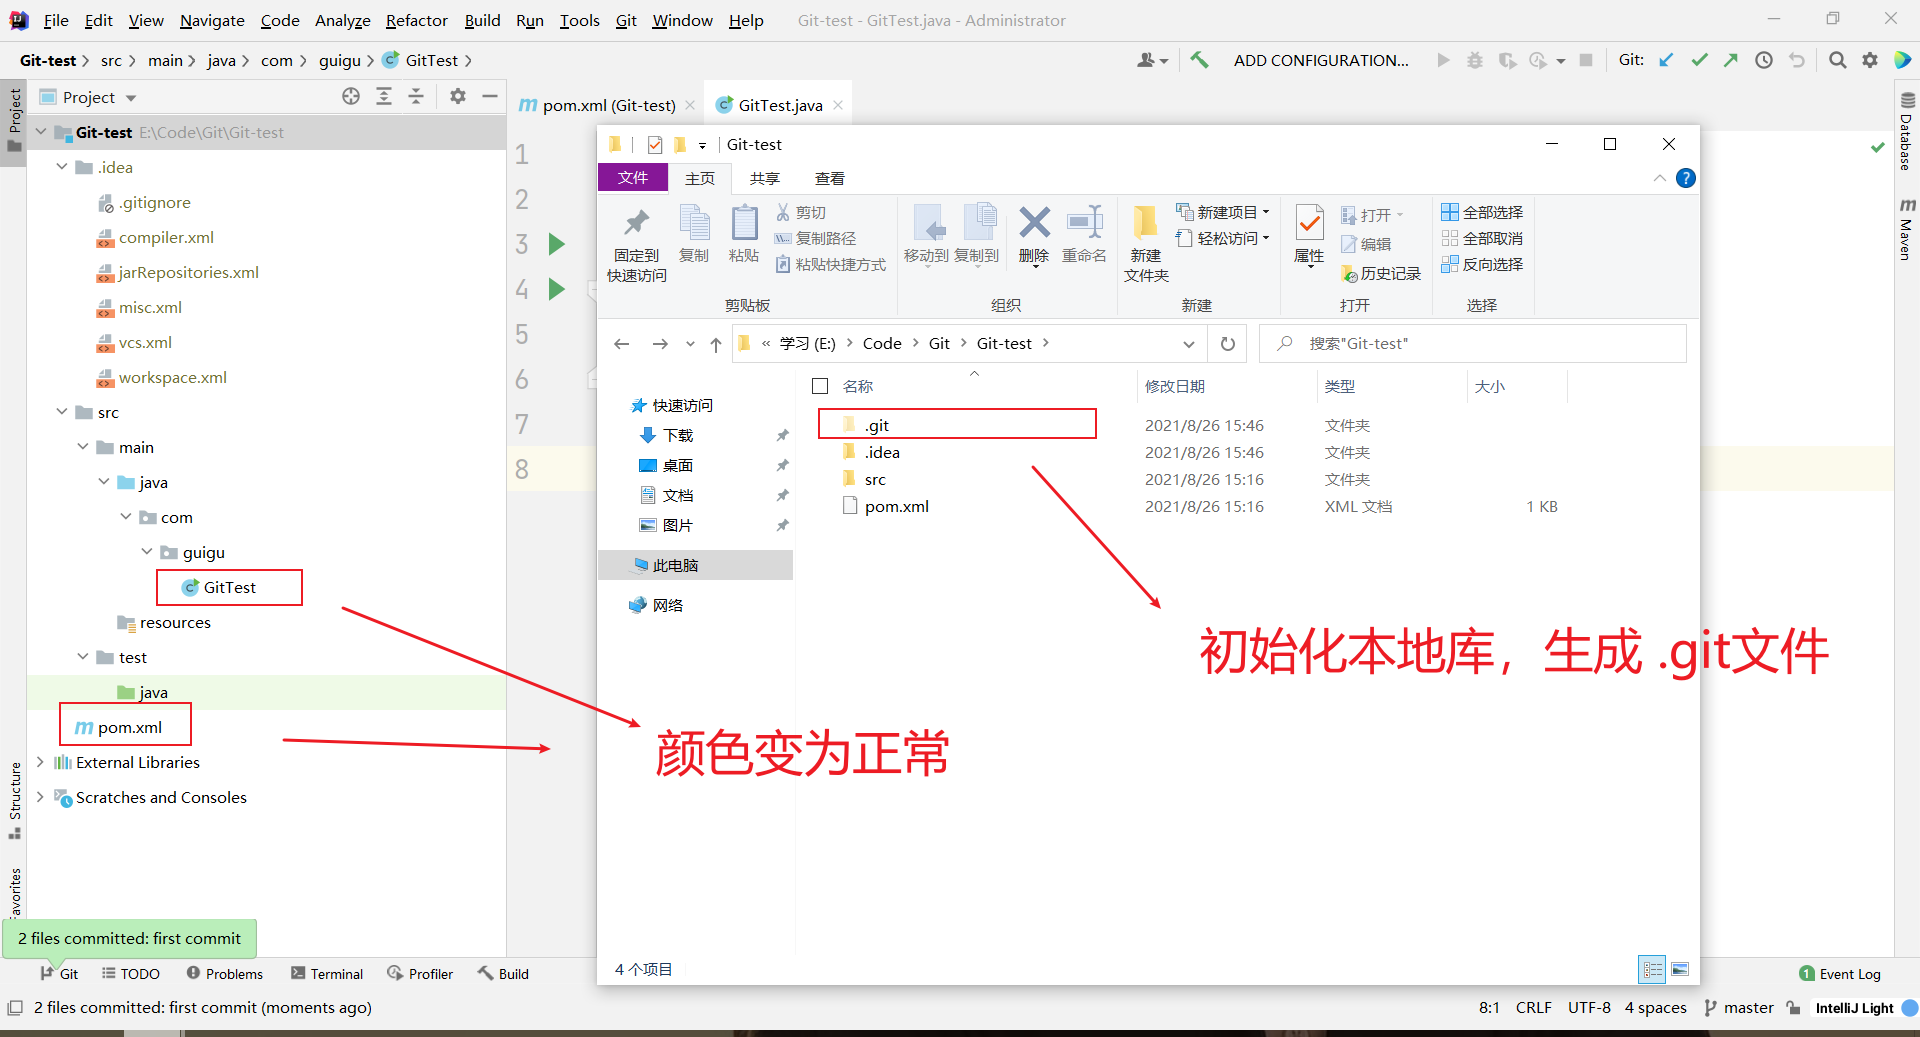 File Edit View Navigate Code Analyze Refactor Build Run Tools Git Window Help Git-test - GitTest.java - Administrator
Git-test src main java com guigu GitTest ADD CONFIGURATION... Git:
Project
Project
pom.xml (Git-test)
GitTest.java
Git-test E:\Code\Git\Git-test
.idea
.gitignore
compiler.xml
jarRepositories.xml
misc.xml
vcs.xml
workspace.xml
src
main
java
com
guigu
GitTest
resources
test
java
pom.xml
External Libraries
Scratches and Consoles
Structure
avorites
1
2
3
4
5
6
7
8
Database
Maven
Git-test
文件 主页 共享 查看
固定到
快速访问
复制
粘贴
剪切
复制路径
粘贴快捷方式
剪贴板
移动到 复制到 删除 重命名
组织
新建
文件夹
新建项目
轻松访问
新建
属性
打开
编辑
历史记录
打开
全部选择
全部取消
反向选择
选择
« 学习 (E:) Code Git Git-test
搜索"Git-test"
快速访问
下载
桌面
文档
图片
此电脑
网络
名称 修改日期 类型 大小
.git 2021/8/26 15:46 文件夹
.idea 2021/8/26 15:46 文件夹
src 2021/8/26 15:16 文件夹
pom.xml 2021/8/26 15:16 XML 文档 1 KB
初始化本地库，生成 .git文件
颜色变为正常
4 个项目
2 files committed: first commit
Git TODO Problems Terminal Profiler Build 1 Event Log
2 files committed: first commit (moments ago) 8:1 CRLF UTF-8 4 spaces master IntelliJ Light